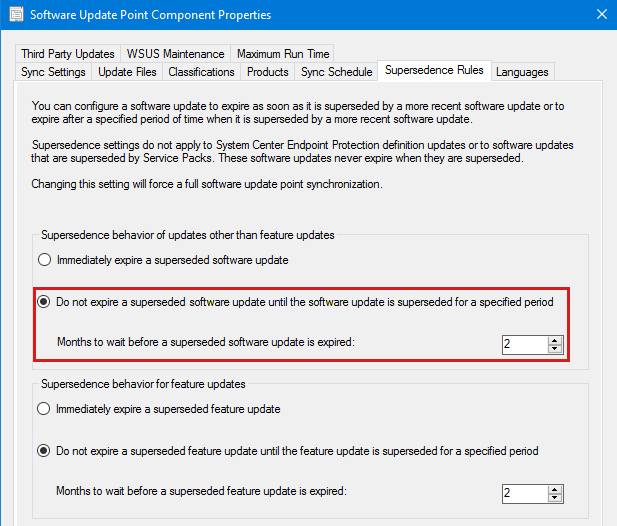 Software Update Point Component Properties
Third Party Updates WSUS Maintenance Maximum Run Time
Sync Settings Update Files Classifications Products Sync Schedule Supersedence Rules Languages
You can configure a software update to expire as soon as it is superseded by a more recent software update or to
expire after a specified period of time when it is superseded by a more recent software update.
Supersedence settings do not apply to System Center Endpoint Protection definition updates or to software updates
that are superseded by Service Packs. These software updates never expire when they are superseded.
Changing this setting will force a full software update point synchronization.
Supersedence behavior of updates other than feature updates
Immediately expire a superseded software update
Do not expire a superseded software update until the software update is superseded for a specified period
Months to wait before a superseded software update is expired: 2
Supersedence behavior for feature updates
Immediately expire a superseded feature update
Do not expire a superseded feature update until the feature update is superseded for a specified period
Months to wait before a superseded feature update is expired: 2